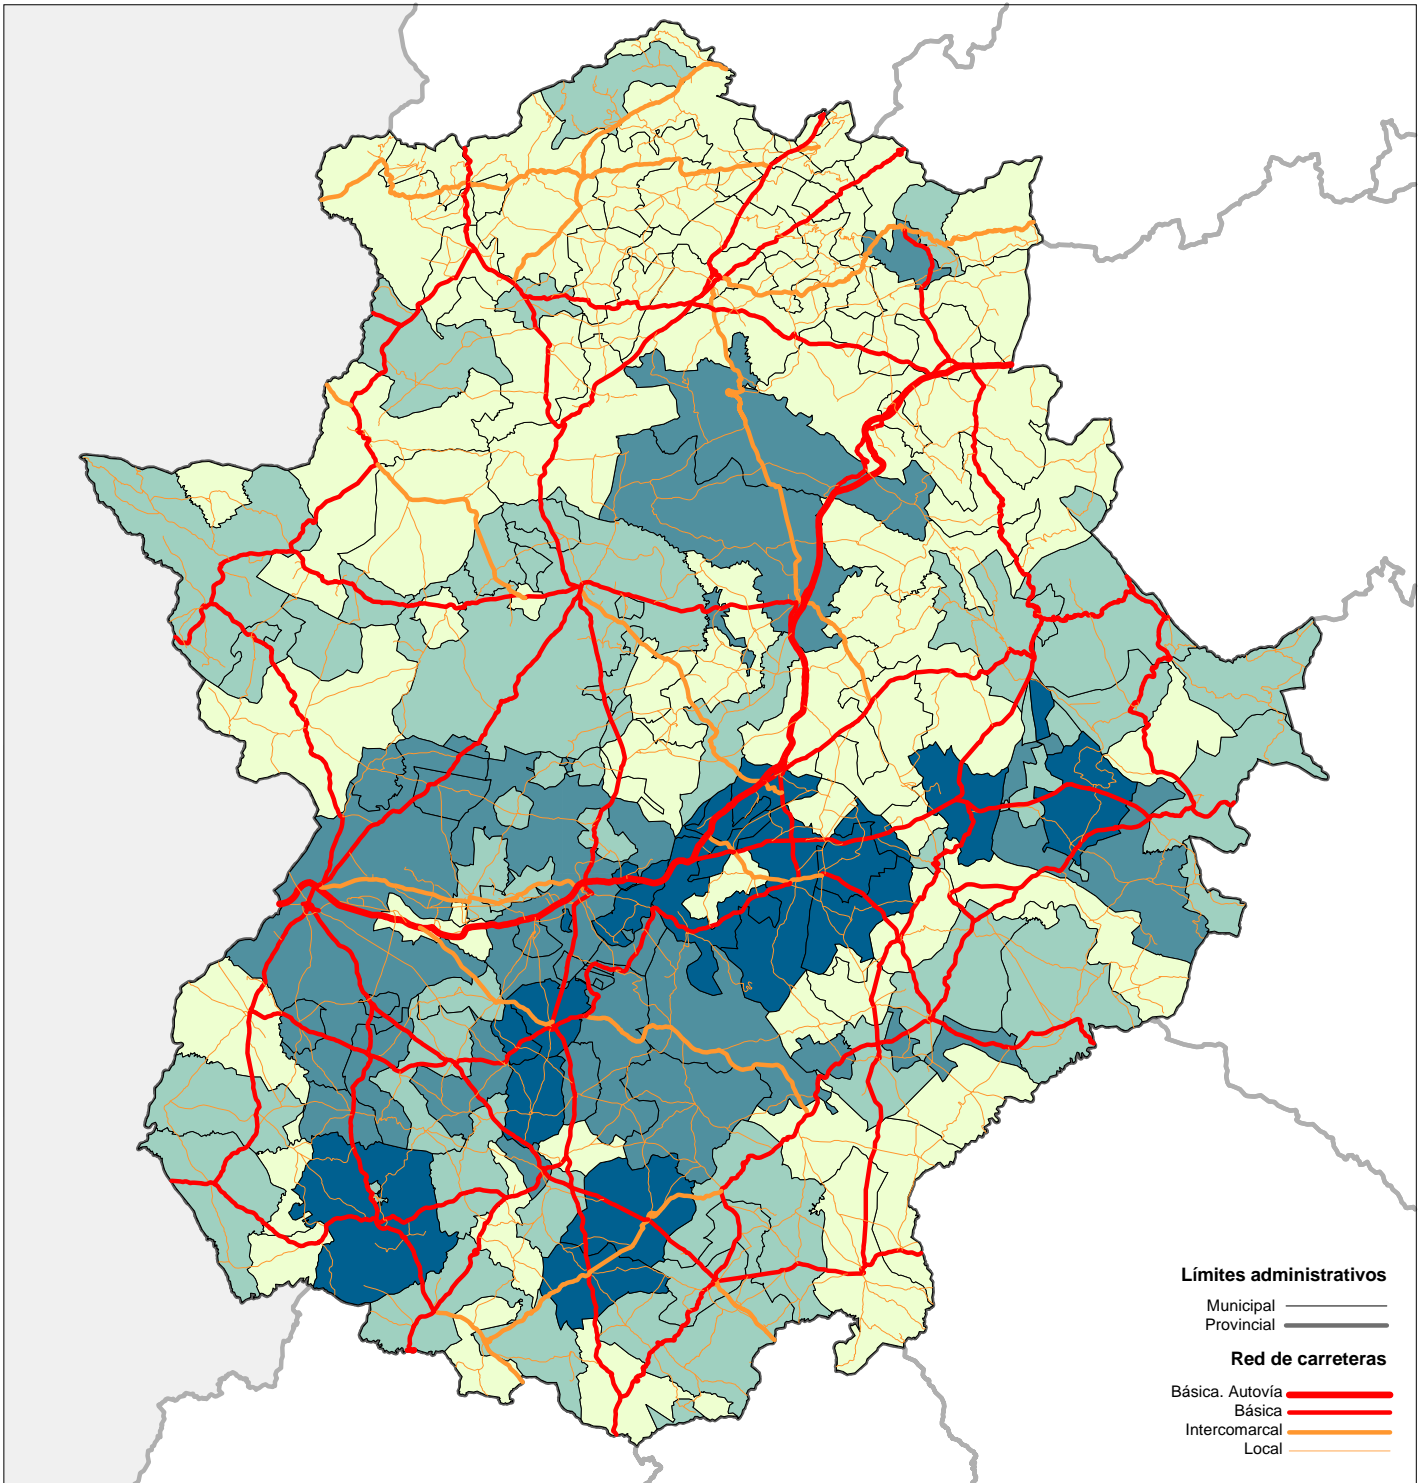 Límites administrativos
Municipal
Provincial
Red de carreteras
Básica. Autovía
Básica
Intercomarcal
Local